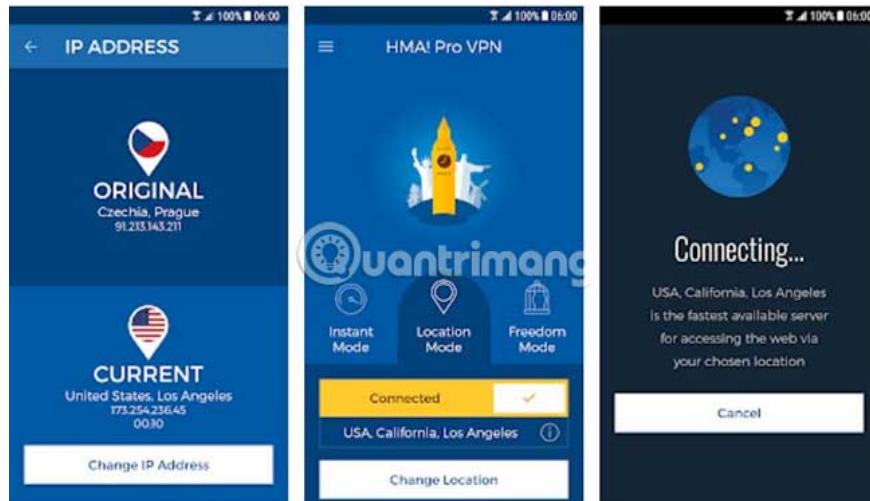 100% 06:00
IP ADDRESS
ORIGINAL
Czechia, Prague
91.213.143.211
CURRENT
United States, Los Angeles
173.254.236.45
00:10
Change IP Address
100% 06:00
HMA! Pro VPN
Quantrimang
Instant
Mode
Location
Mode
Freedom
Mode
Connected
USA, California, Los Angeles
Change Location
100% 06:00
Connecting...
USA, California, Los Angeles
is the fastest available server
for accessing the web via
your chosen location
Cancel